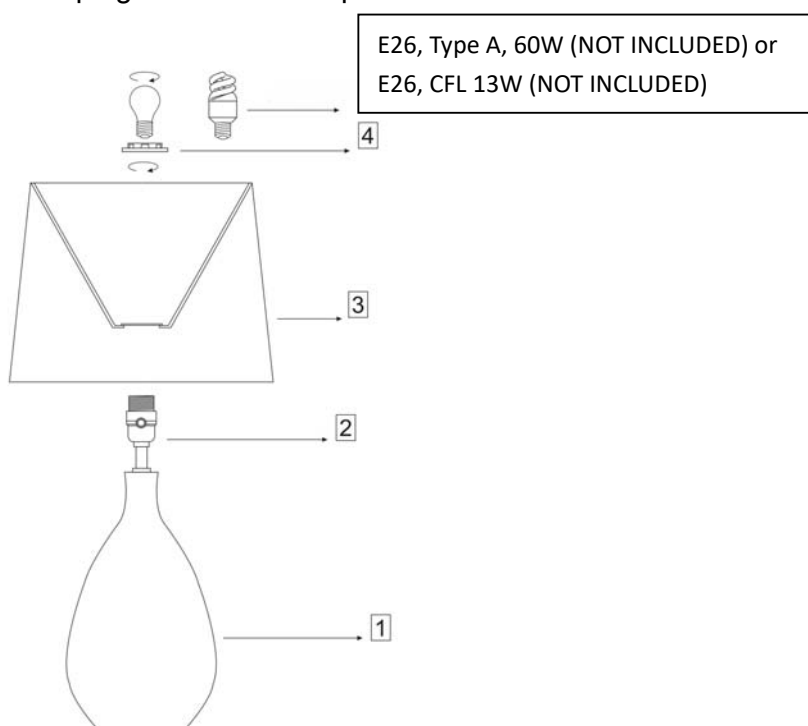 E26, Type A, 60W (NOT INCLUDED) or
E26, CFL 13W (NOT INCLUDED)
4
3
2
1